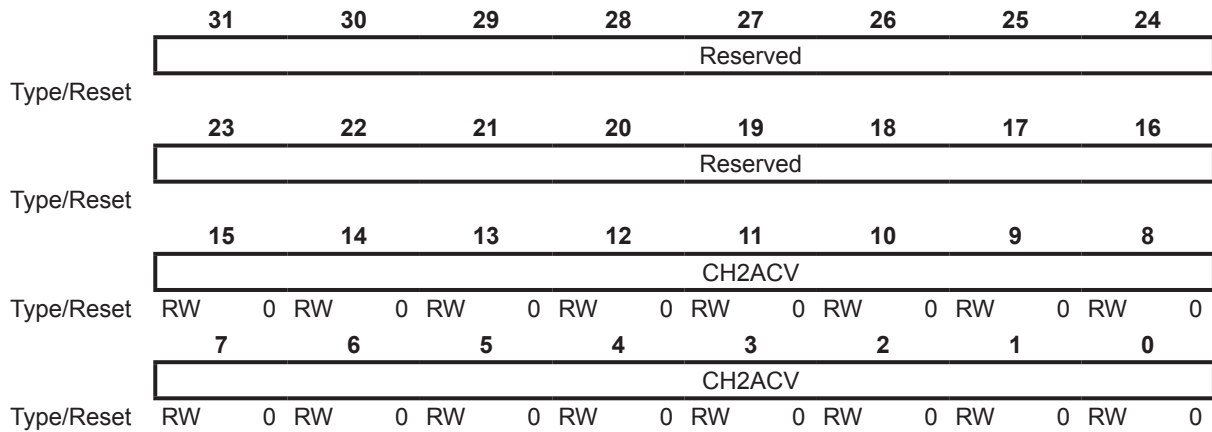 31 30 29 28 27 26 25 24
Reserved
Type/Reset
23 22 21 20 19 18 17 16
Reserved
Type/Reset
15 14 13 12 11 10 9 8
CH2ACV
Type/Reset RW 0 RW 0 RW 0 RW 0 RW 0 RW 0 RW 0 RW 0
7 6 5 4 3 2 1 0
CH2ACV
Type/Reset RW 0 RW 0 RW 0 RW 0 RW 0 RW 0 RW 0 RW 0